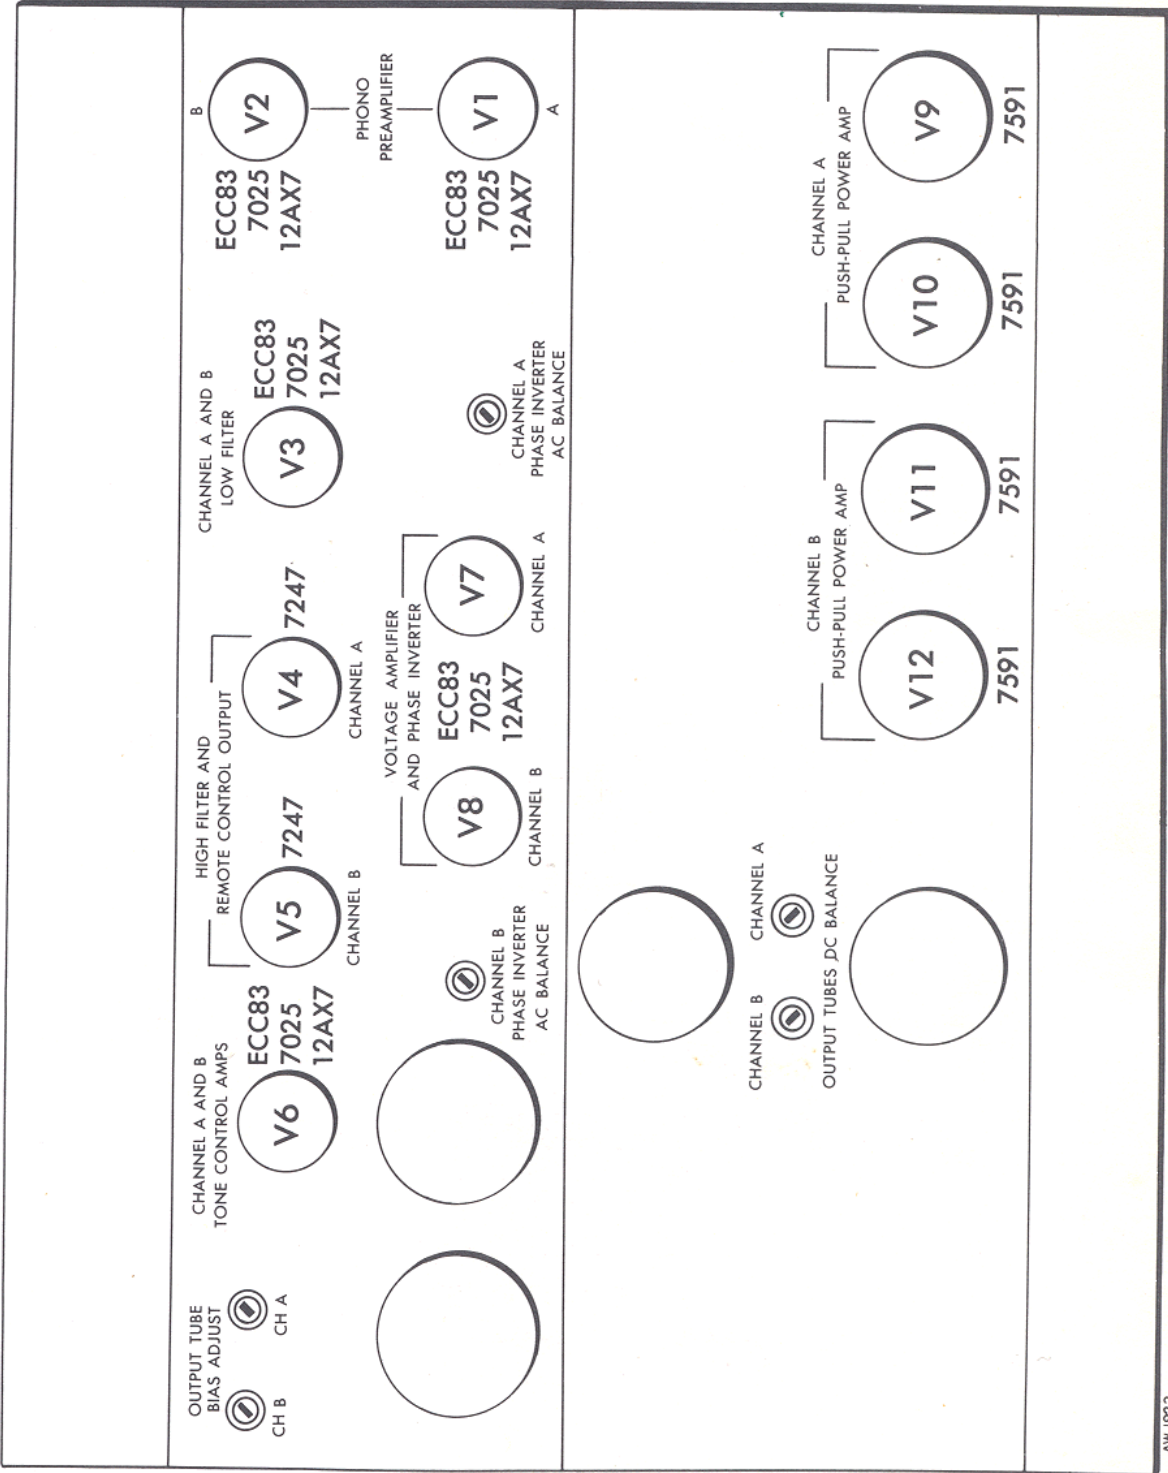 OUTPUT TUBE
BIAS ADJUST
CH B
CH A
CHANNEL A AND B
TONE CONTROL AMPS
V6
ECC83
7025
12AX7
HIGH FILTER AND
REMOTE CONTROL OUTPUT
V5
7247
CHANNEL B
V4
7247
CHANNEL A
CHANNEL A AND B
LOW FILTER
V3
ECC83
7025
12AX7
B
V2
ECC83
7025
12AX7
PHONO
PREAMPLIFIER
V1
ECC83
7025
12AX7
A
CHANNEL B
PHASE INVERTER
AC BALANCE
VOLTAGE AMPLIFIER
AND PHASE INVERTER
V8
CHANNEL B
ECC83
7025
12AX7
V7
CHANNEL A
CHANNEL A
PHASE INVERTER
AC BALANCE
CHANNEL B
CHANNEL A
OUTPUT TUBES DC BALANCE
CHANNEL B
PUSH-PULL POWER AMP
V12
7591
V11
7591
CHANNEL A
PUSH-PULL POWER AMP
V10
7591
V9
7591